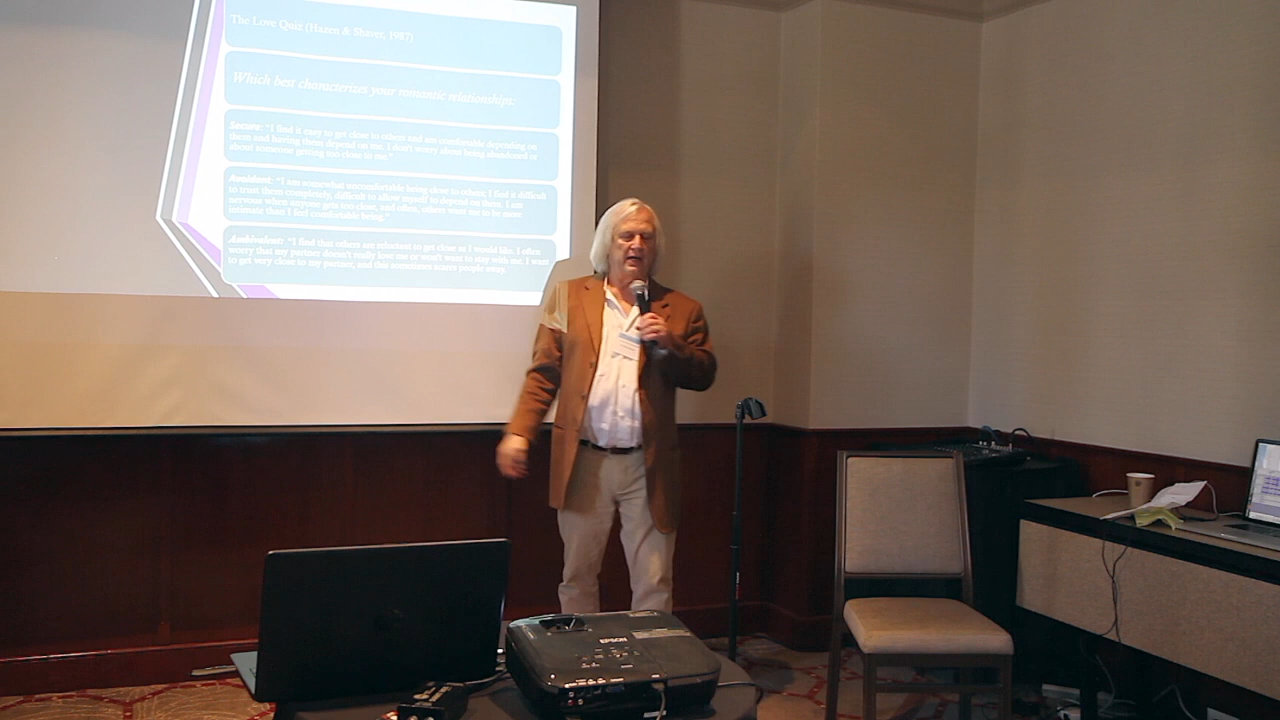 The Love Quiz (Hazen & Shaver, 1987)
Which best characterizes your romantic relationships:
Secure: "I find it easy to get close to others and am comfortable depending on
them and having them depend on me. I don't worry about being abandoned or
about someone getting too close to me."
Avoidant: "I am somewhat uncomfortable being close to others; I find it difficult
to trust them completely, difficult to allow myself to depend on them. I am
nervous when anyone gets too close, and often, others want me to be more
intimate than I feel comfortable being."
Ambivalent: "I find that others are reluctant to get close as I would like. I often
worry that my partner doesn't really love me or won't want to stay with me. I want
to get very close to my partner, and this sometimes scares people away.
EPSON